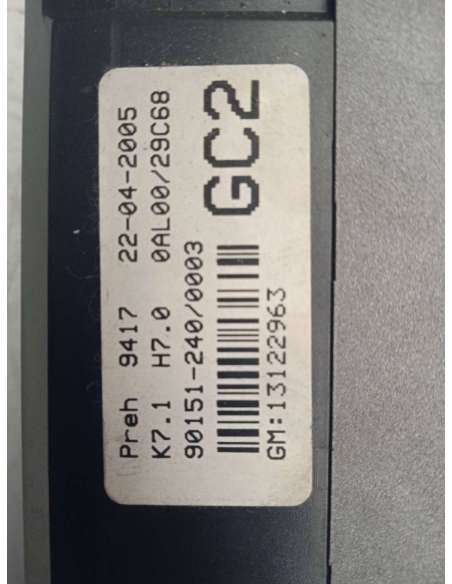 Preh 9417 22-04-2005
K7.1 H7.0 0AL00/29C68
90151-240/0003
GC2
GM:13122963